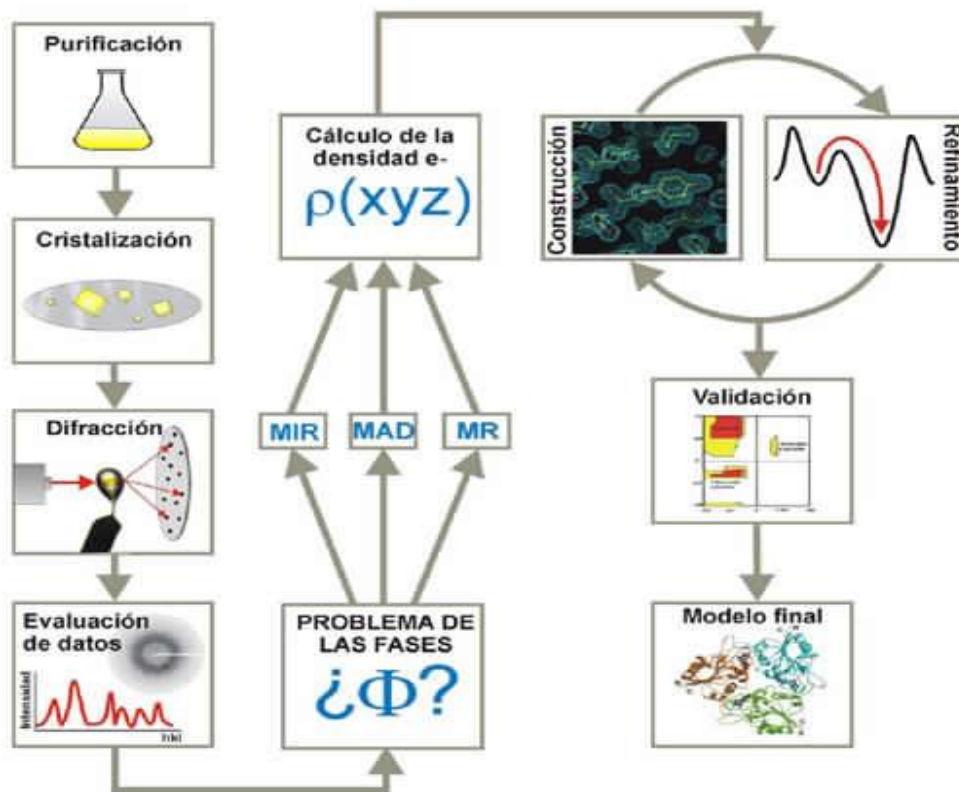 Purificación
Cristalización
Difracción
Evaluación
de datos
Intensidad
hkl
PROBLEMA DE
LAS FASES
¿Φ?
MIR
MAD
MR
Cálculo de la
densidad e-
ρ(xyz)
Construcción
Refinamiento
Validación
Modelo final